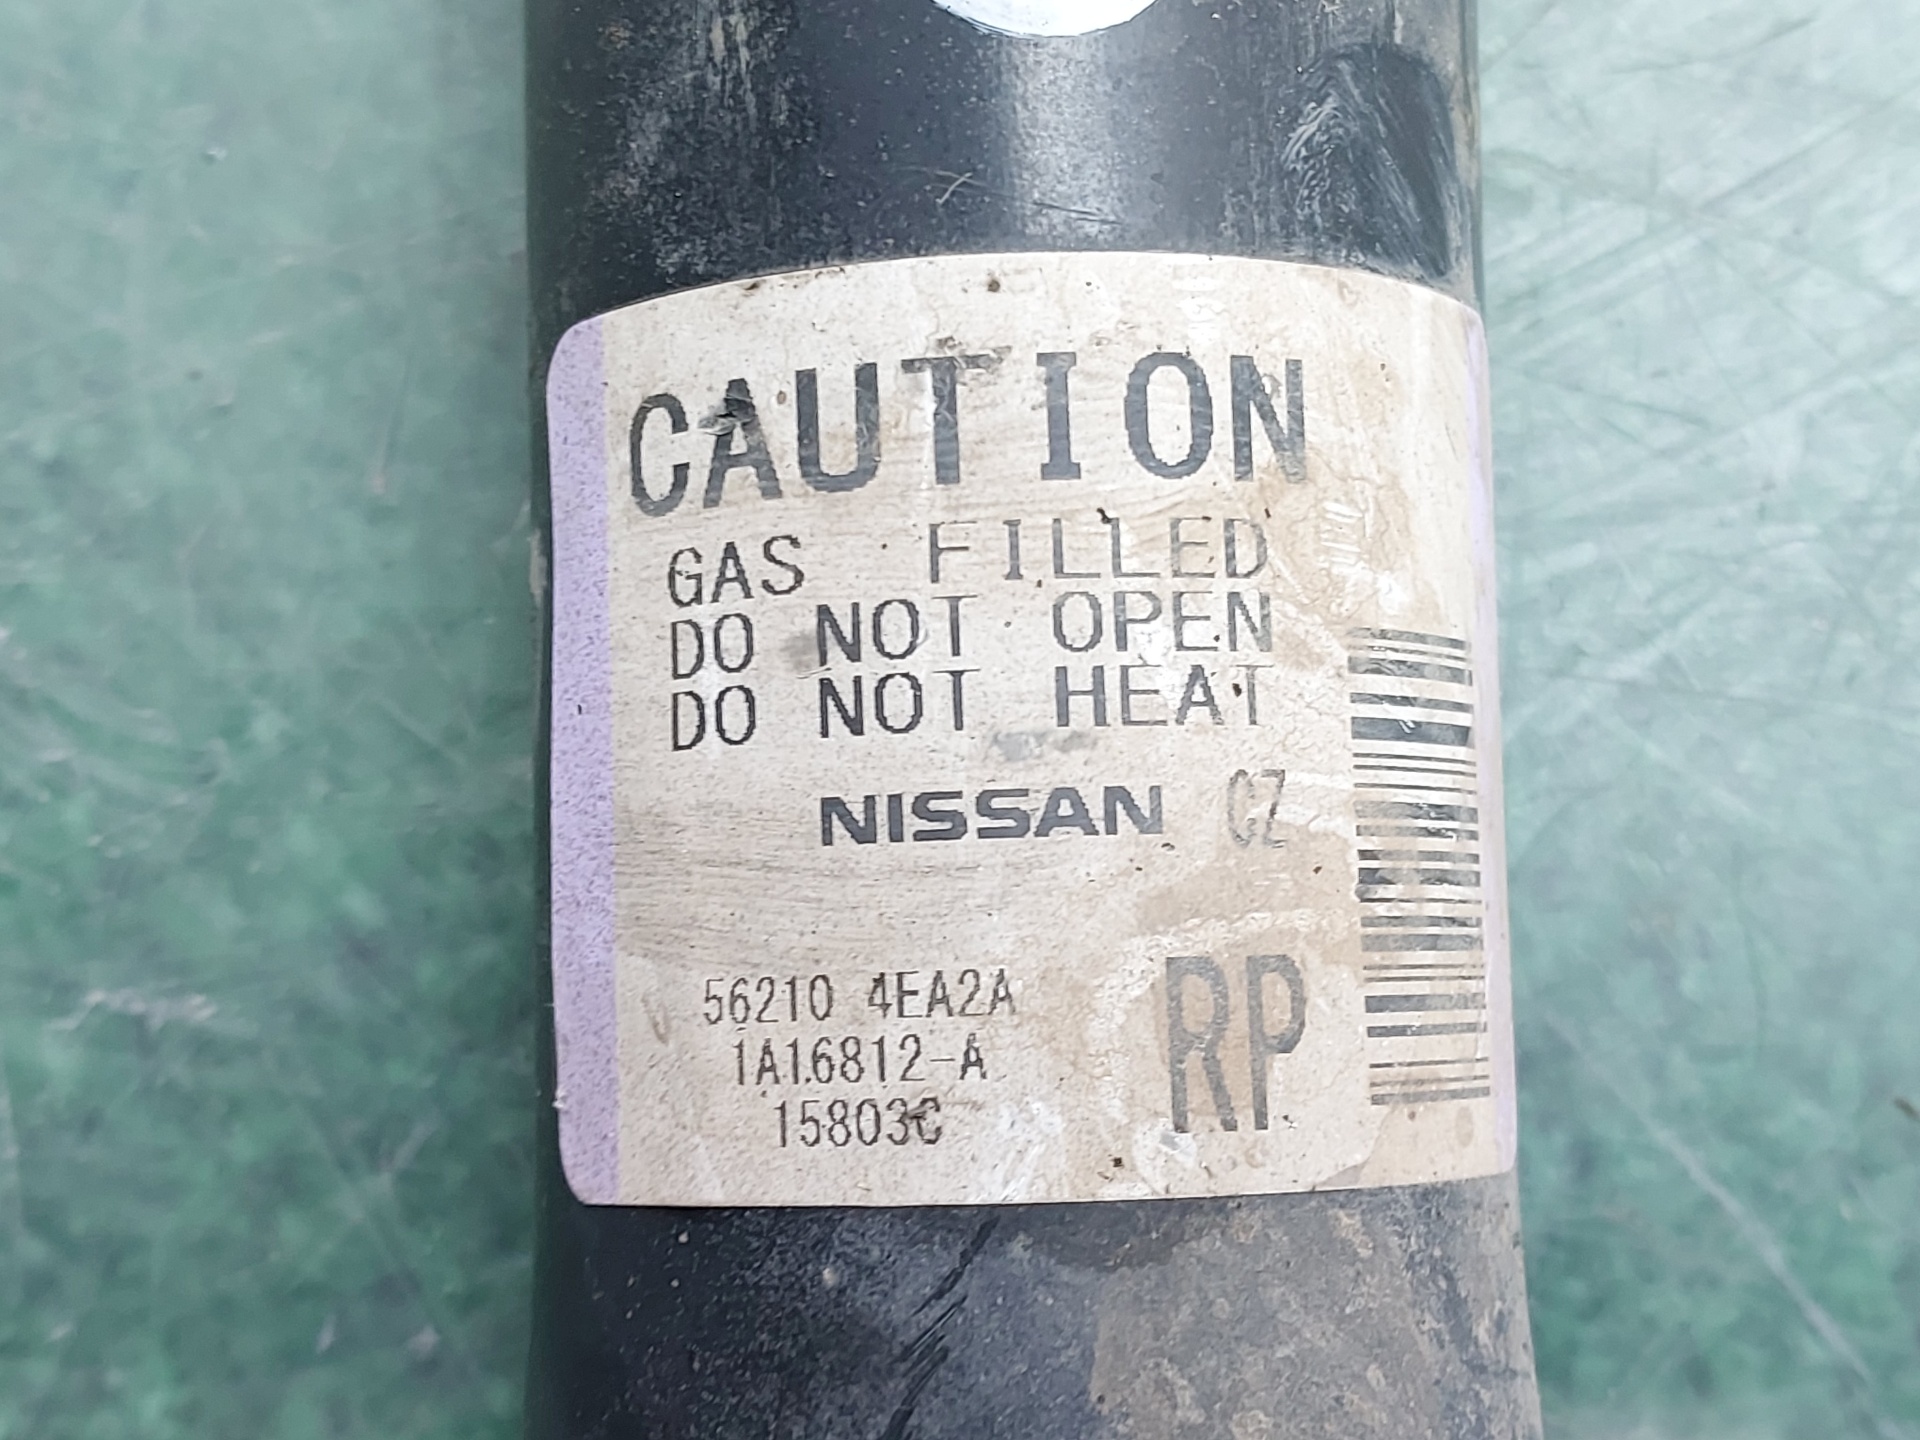 CAUTION
GAS FILLED
DO NOT OPEN
DO NOT HEAT
NISSAN CZ
56210 4EA2A
1A16812-A
15803C
RP